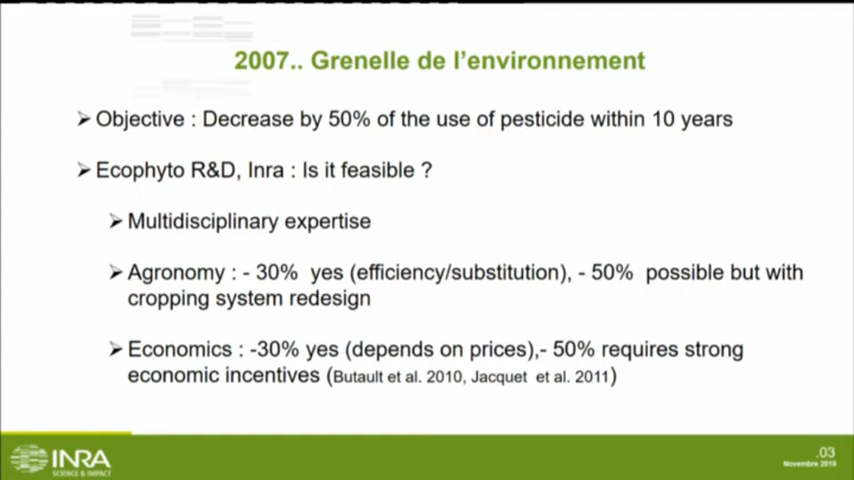 2007.. Grenelle de l'environnement
➢ Objective : Decrease by 50% of the use of pesticide within 10 years
➢ Ecophyto R&D, Inra : Is it feasible ?
➢ Multidisciplinary expertise
➢ Agronomy : - 30% yes (efficiency/substitution), - 50% possible but with
cropping system redesign
➢ Economics : -30% yes (depends on prices),- 50% requires strong
economic incentives (Butault et al. 2010, Jacquet et al. 2011)
INRA
SCIENCE & IMPACT
.03
Novembre 2019